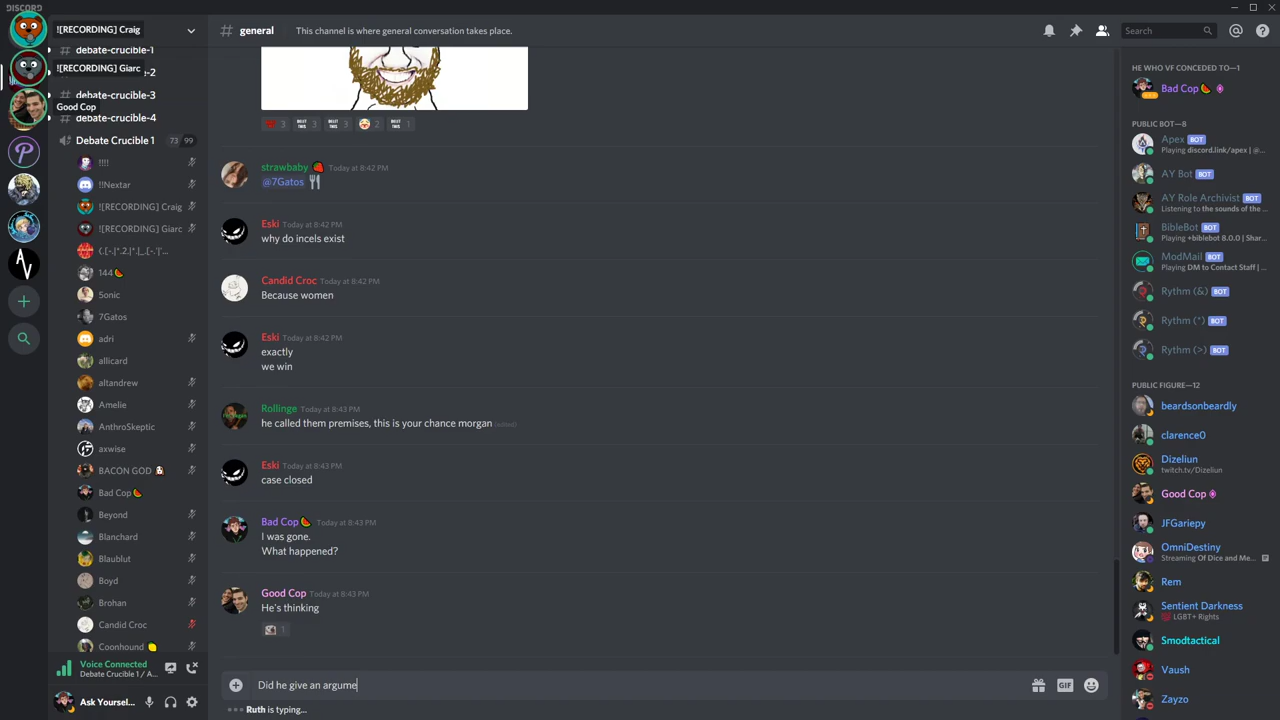 DISCORD
![RECORDING] Craig
debate-crucible-1
![RECORDING] Giarc
-2
debate-crucible-3
Good Cop
debate-crucible-4
Debate Crucible 1 73 99
!!!!
!!Nextar
![RECORDING] Craig
![RECORDING] Giarc
144
5onic
7Gatos
adri
allicard
altandrew
Amelie
AnthroSkeptic
axwise
BACON GOD
Bad Cop
Beyond
Blanchard
Blaublut
Boyd
Brohan
Candid Croc
Coonhound
Voice Connected
Debate Crucible 1 / A...
Ask Yoursel...
# general This channel is where general conversation takes place.
Search
3 3 3 2 1
strawbaby Today at 8:42 PM
@7Gatos
Eski Today at 8:42 PM
why do incels exist
Candid Croc Today at 8:42 PM
Because women
Eski Today at 8:42 PM
exactly
we win
Rollinge Today at 8:43 PM
he called them premises, this is your chance morgan (edited)
Eski Today at 8:43 PM
case closed
Bad Cop Today at 8:43 PM
I was gone.
What happened?
Good Cop Today at 8:43 PM
He's thinking
1
Did he give an argume
GIF
Ruth is typing...
HE WHO VF CONCEDED TO—1
Bad Cop
PUBLIC BOT—8
Apex BOT
Playing discord.link/apex | @...
AY Bot BOT
AY Role Archivist BOT
Listening to the sounds of the...
BibleBot BOT
Playing +biblebot 8.0.0 | Shar...
ModMail BOT
Playing DM to Contact Staff | ...
Rythm (&) BOT
Rythm (*) BOT
Rythm (>) BOT
PUBLIC FIGURE—12
beardsonbeardly
clarence0
Dizeliun
twitch.tv/Dizeliun
Good Cop
JFGariepy
OmniDestiny
Streaming Of Dice and Me...
Rem
Sentient Darkness
LGBT+ Rights
Smodtactical
Vaush
Zayzo